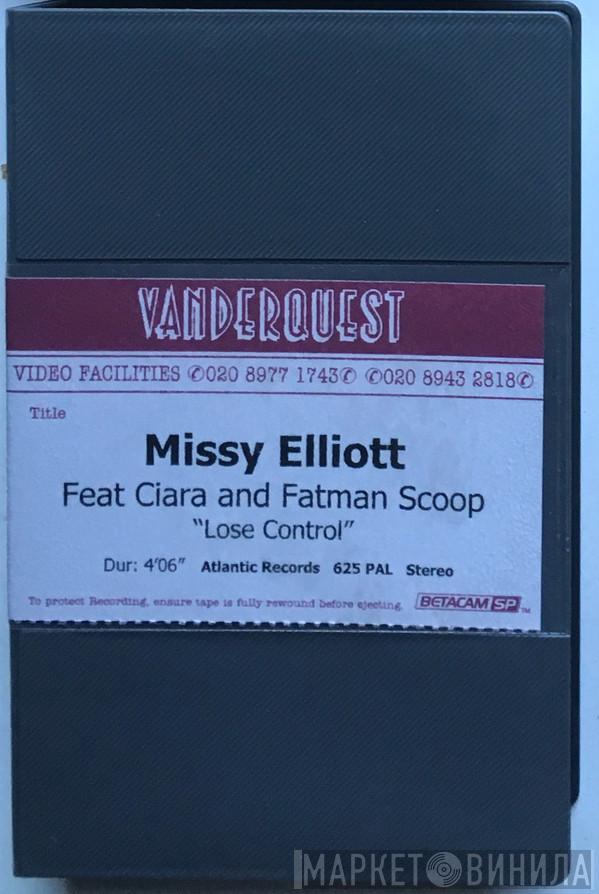 VANDERQUEST
VIDEO FACILITIES ✆020 8977 1743✆ ✆020 8943 2818✆
Title
Missy Elliott
Feat Ciara and Fatman Scoop
“Lose Control”
Dur: 4’06” Atlantic Records 625 PAL Stereo
To protect Recording, ensure tape is fully rewound before ejecting. BETACAM SP TM
МАРКЕТ ВИНИЛА